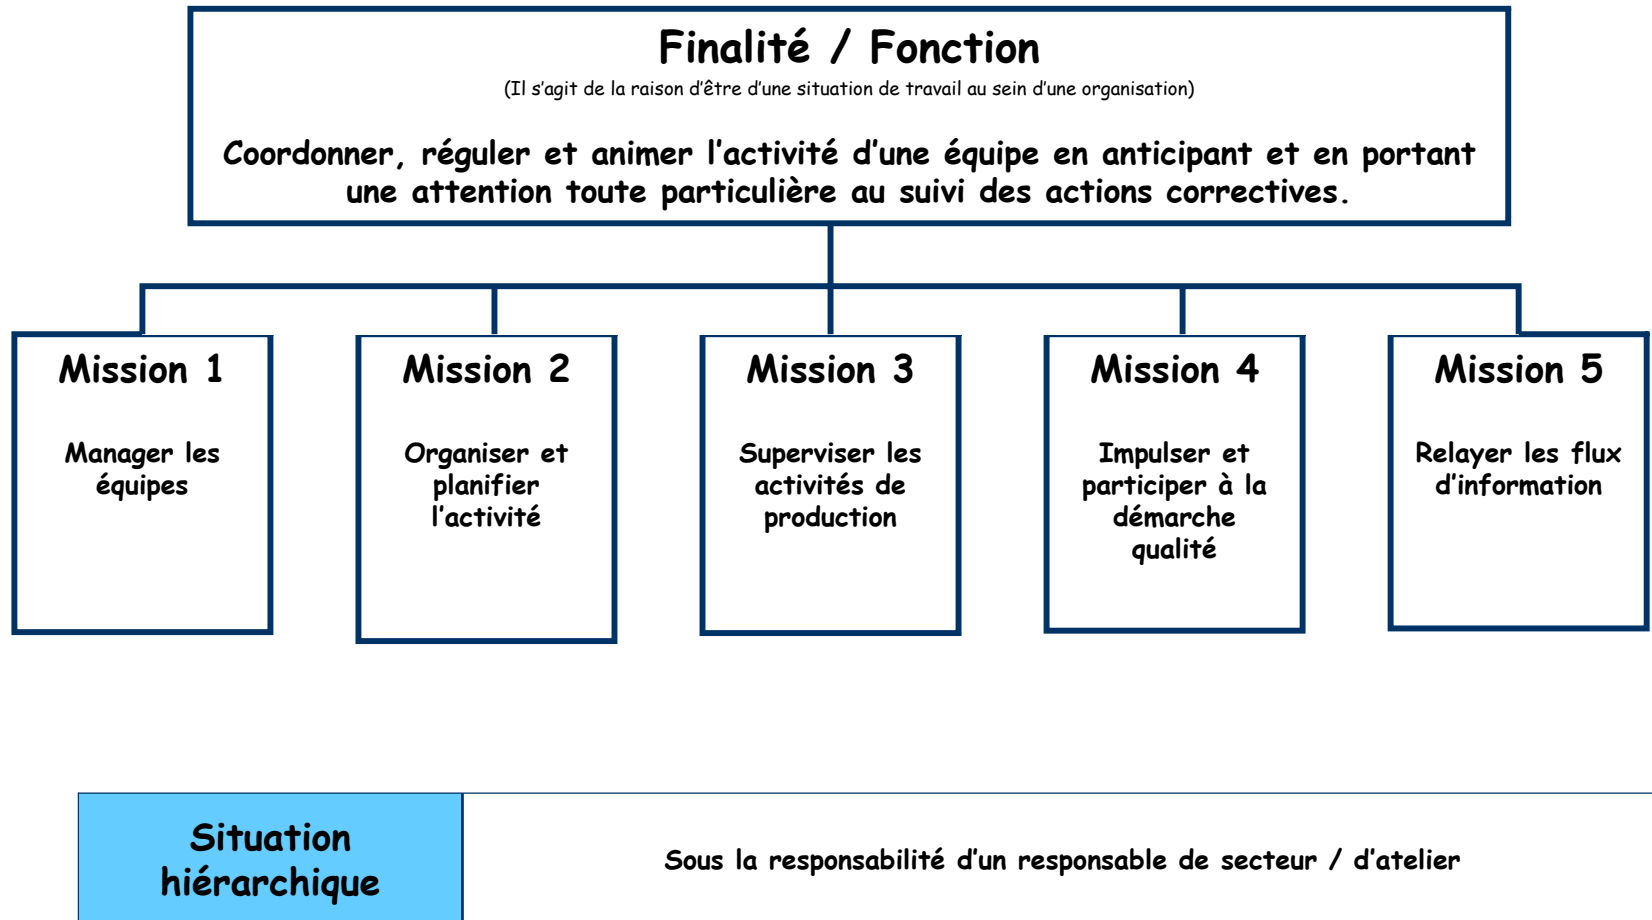 Finalité / Fonction
(Il s’agit de la raison d’être d’une situation de travail au sein d’une organisation)
Coordonner, réguler et animer l’activité d’une équipe en anticipant et en portant
une attention toute particulière au suivi des actions correctives.
Mission 1
Manager les
équipes
Mission 2
Organiser et
planifier
l’activité
Mission 3
Superviser les
activités de
production
Mission 4
Impulser et
participer à la
démarche
qualité
Mission 5
Relayer les flux
d’information
Situation
hiérarchique
Sous la responsabilité d’un responsable de secteur / d’atelier